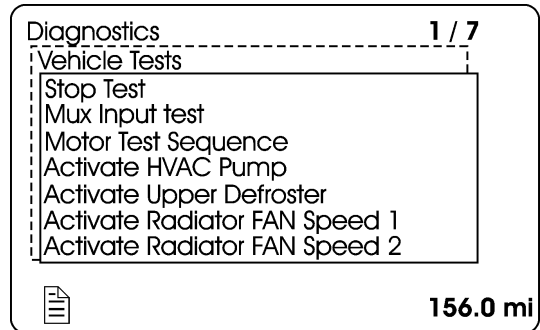 Diagnostics 1 / 7
Vehicle Tests
Stop Test
Mux Input test
Motor Test Sequence
Activate HVAC Pump
Activate Upper Defroster
Activate Radiator FAN Speed 1
Activate Radiator FAN Speed 2
156.0 mi